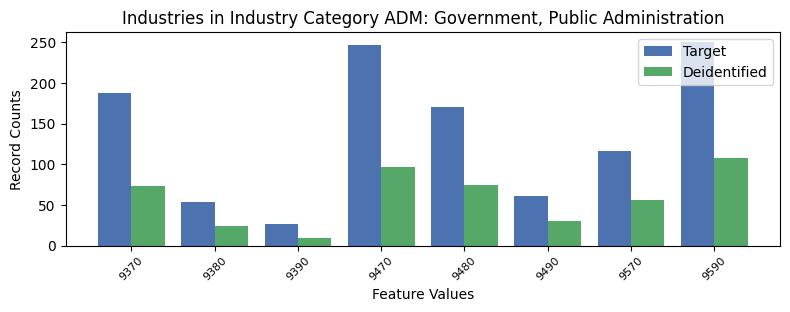 Industries in Industry Category ADM: Government, Public Administration
Record Counts
250
200
150
100
50
0
Target
Deidentified
9370
9380
9390
9470
9480
9490
9570
9590
Feature Values